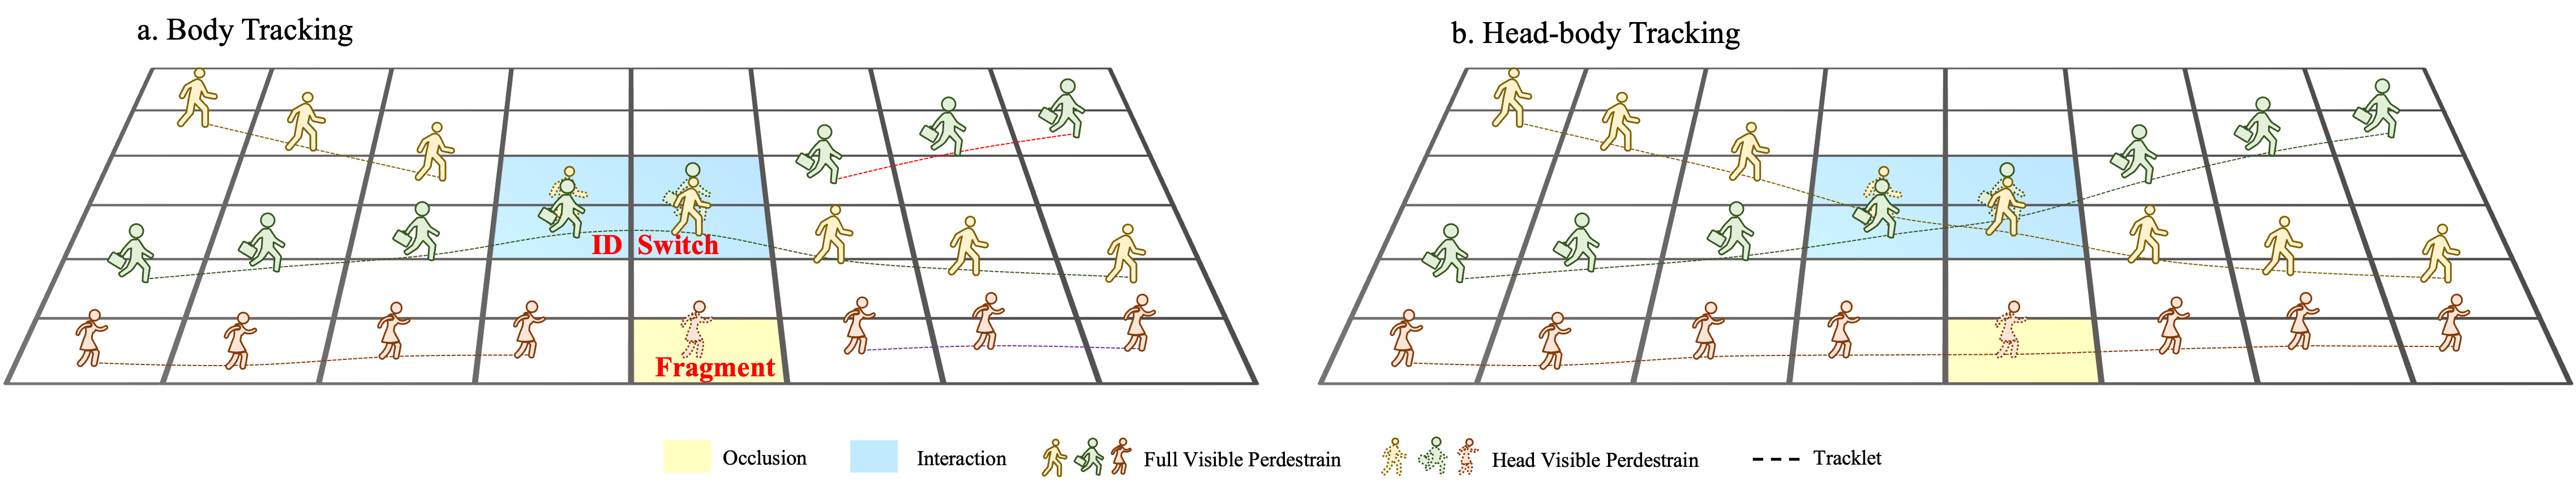 a. Body Tracking
b. Head-body Tracking
ID Switch
Fragment
Occlusion
Interaction
Full Visible Perdestrain
Head Visible Perdestrain
Tracklet